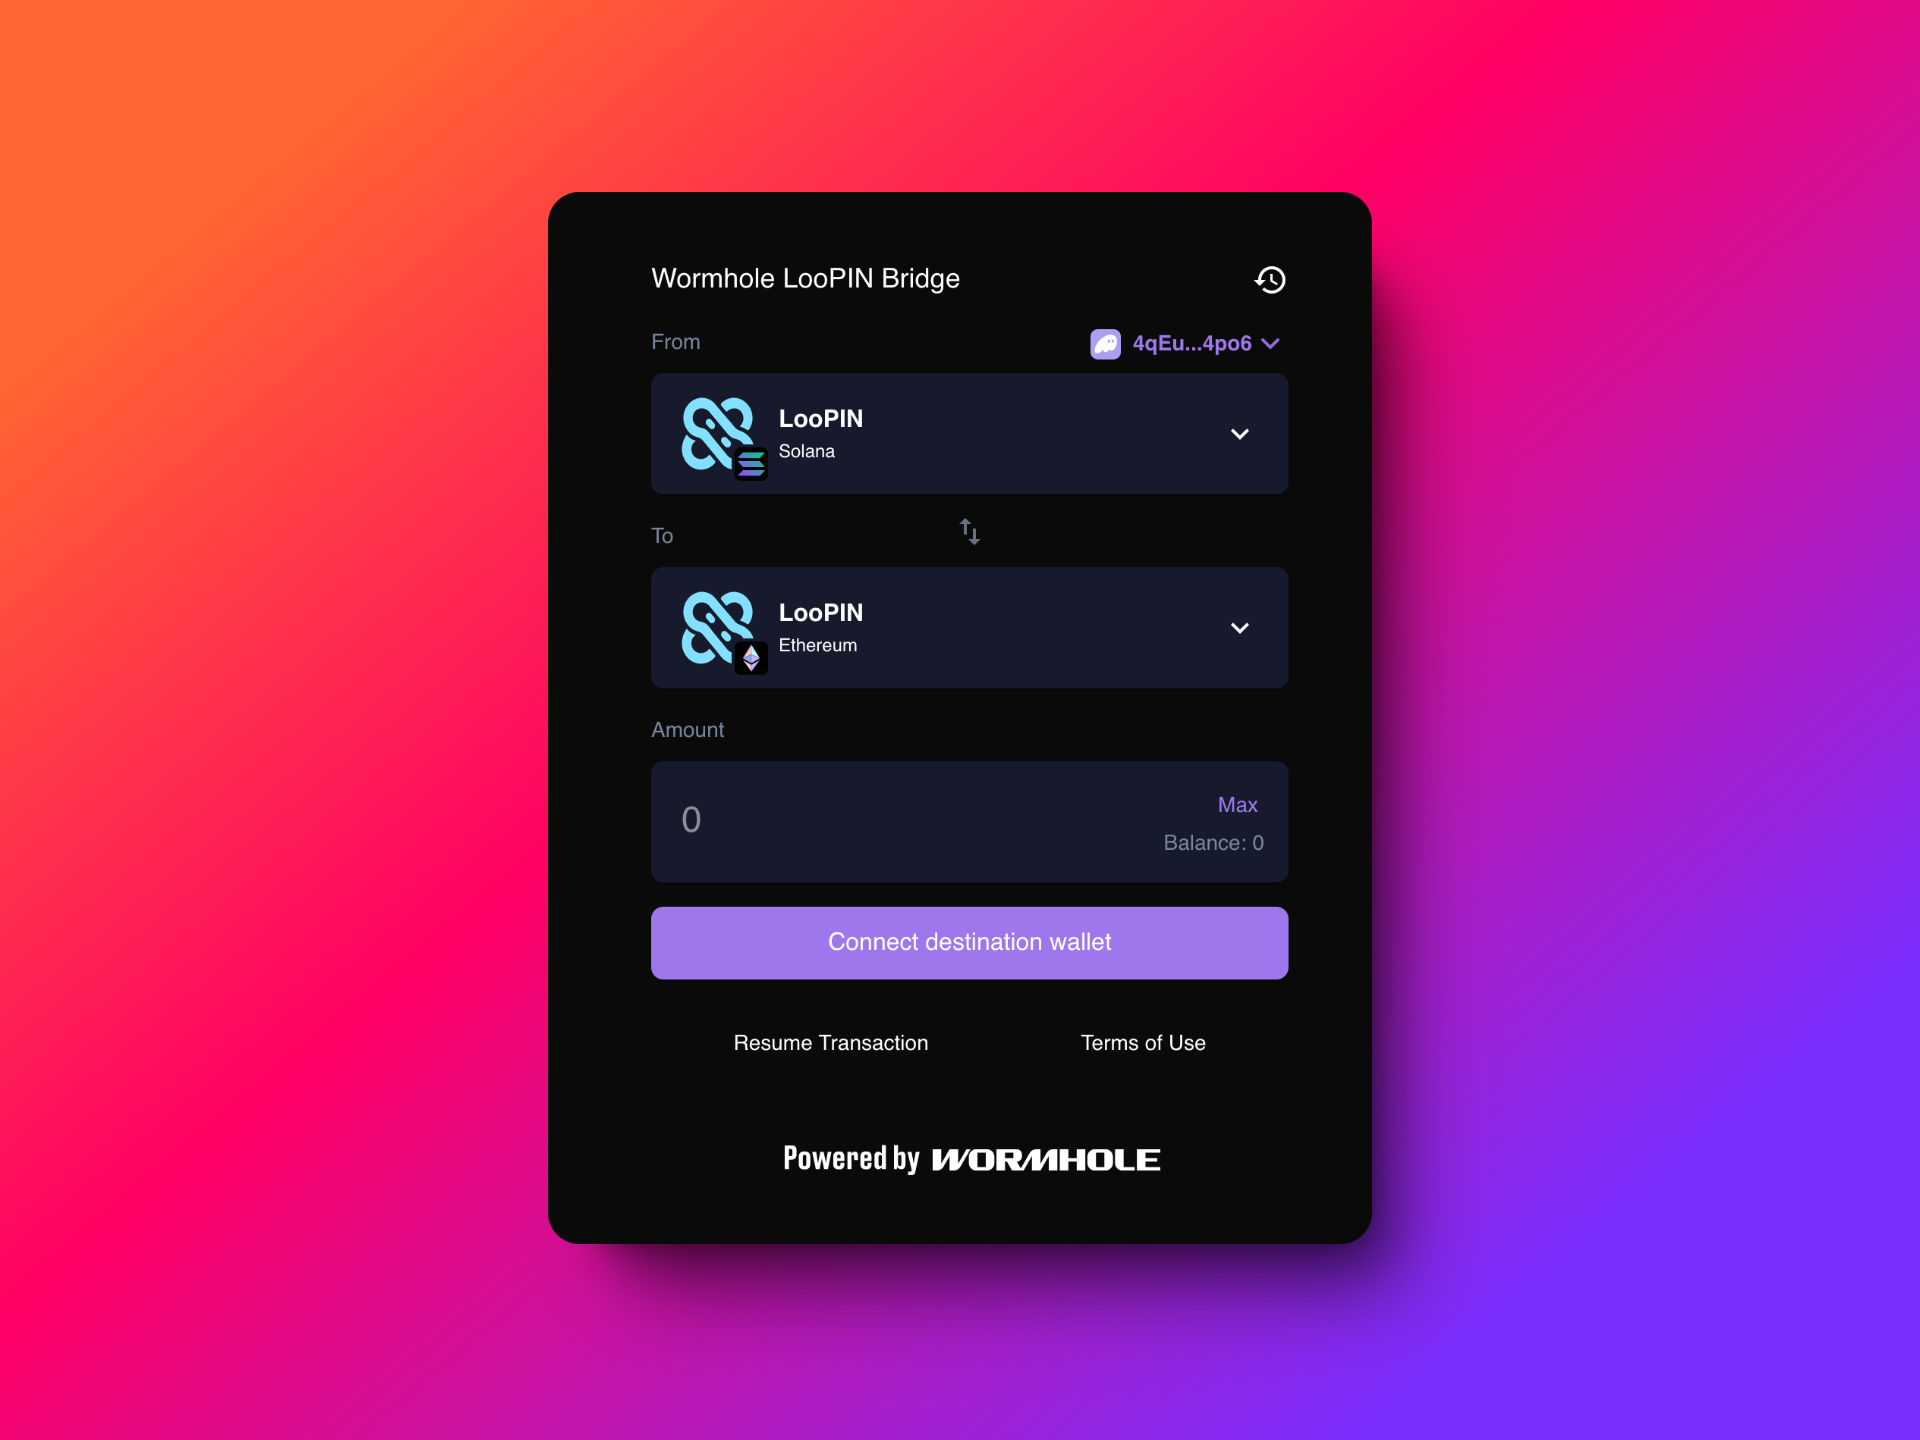 Wormhole LooPIN Bridge
From
4qEu...4po6
LooPIN
Solana
To
LooPIN
Ethereum
Amount
0
Max
Balance: 0
Connect destination wallet
Resume Transaction
Terms of Use
Powered by WORMHOLE